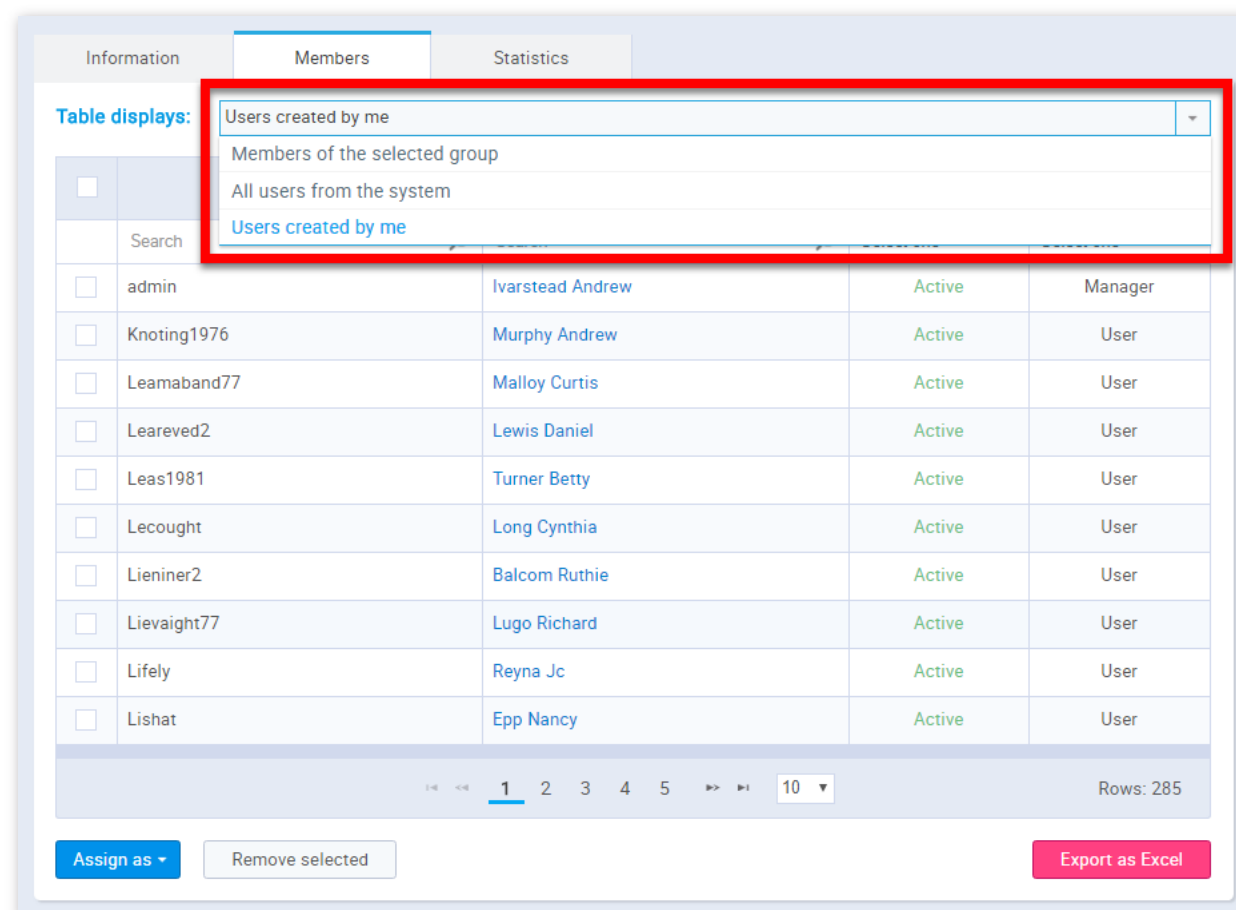 Information Members Statistics
Table displays: Users created by me
Members of the selected group
All users from the system
Users created by me
Search
admin Ivarstead Andrew Active Manager
Knoting1976 Murphy Andrew Active User
Leamaband77 Malloy Curtis Active User
Leareved2 Lewis Daniel Active User
Leas1981 Turner Betty Active User
Lecought Long Cynthia Active User
Lieniner2 Balcom Ruthie Active User
Lievaight77 Lugo Richard Active User
Lifely Reyna Jc Active User
Lishat Epp Nancy Active User
1 2 3 4 5 10 Rows: 285
Assign as Remove selected Export as Excel